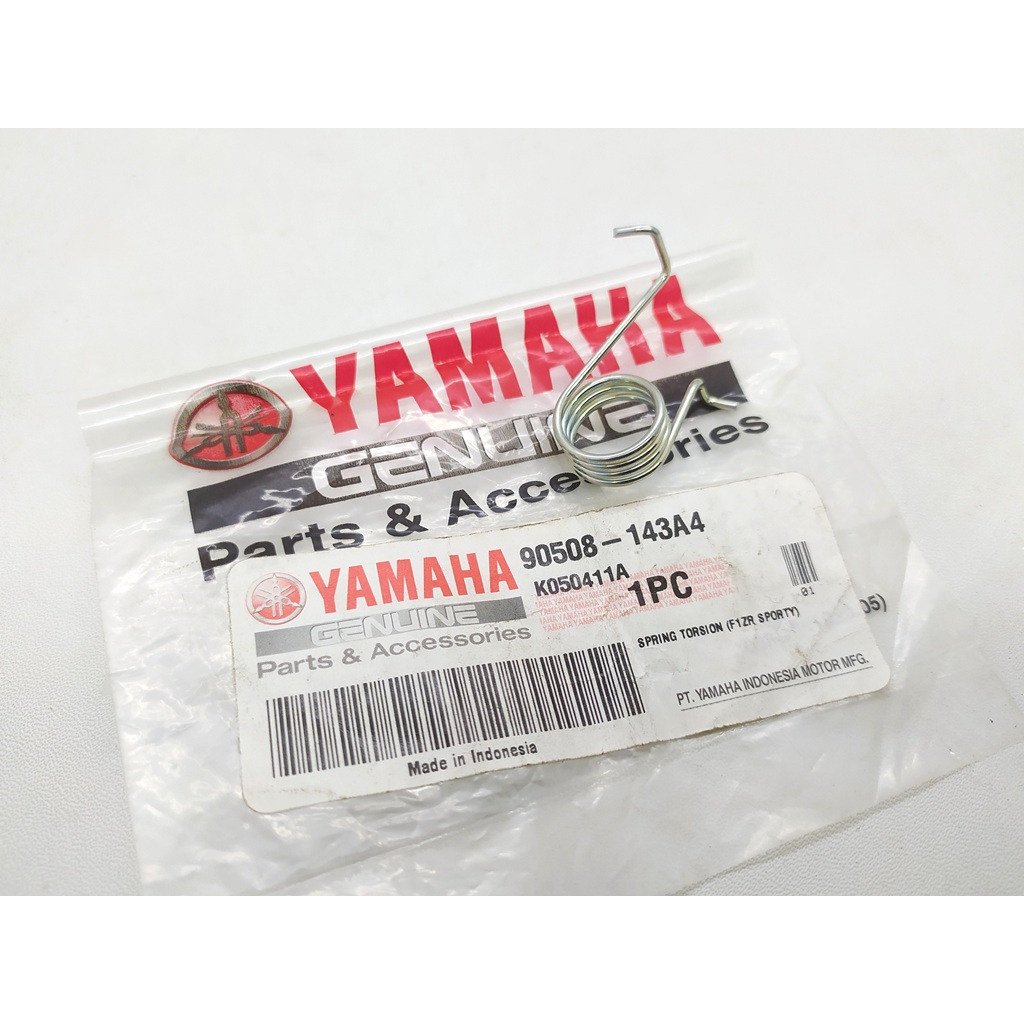 YAMAHA
GENUINE
Parts & Accessories
YAMAHA
GENUINE
Parts & Accessories
90508-143A4
K050411A
1PC
01
SPRING TORSION (F1ZR SPORTY)
PT. YAMAHA INDONESIA MOTOR MFG.
Made in Indonesia